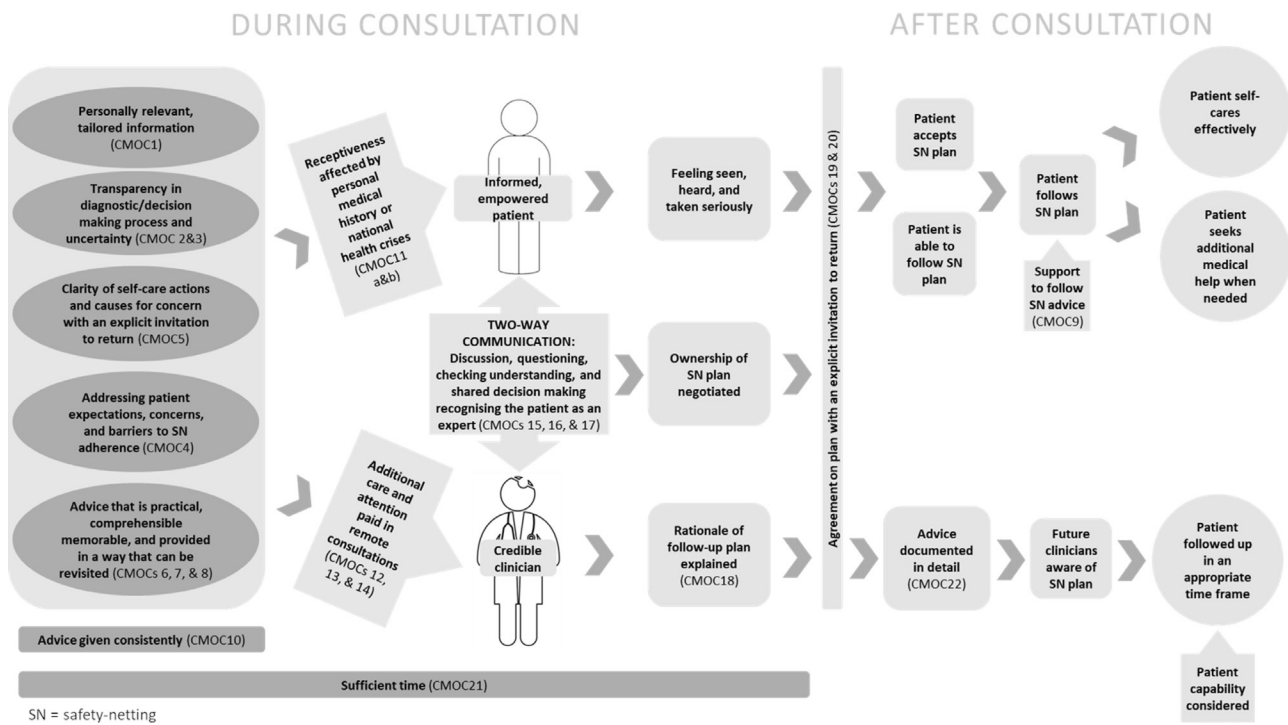 DURING CONSULTATION
AFTER CONSULTATION
Personally relevant,
tailored information
(CMOC1)
Transparency in
diagnostic/decision
making process and
uncertainty (CMOC 2&3)
Clarity of self-care actions
and causes for concern
with an explicit invitation
to return (CMOC5)
Addressing patient
expectations, concerns,
and barriers to SN
adherence (CMOC4)
Advice that is practical,
comprehensible
memorable, and provided
in a way that can be
revisited (CMOCs 6, 7, & 8)
Advice given consistently (CMOC10)
Sufficient time (CMOC21)
SN = safety-netting
Receptiveness
affected by
personal
medical
history or
national
health crises
(CMOC11
a&b)
Additional
care and
attention
paid in
remote
consultations
(CMOCs 12,
13, & 14)
Informed,
empowered
patient
TWO-WAY
COMMUNICATION:
Discussion, questioning,
checking understanding, and
shared decision making
recognising the patient as an
expert (CMOCs 15, 16, & 17)
Credible
clinician
Feeling seen,
heard, and
taken seriously
Ownership of
SN plan
negotiated
Rationale of
follow-up plan
explained
(CMOC18)
Agreement on plan with an explicit invitation to return (CMOCs 19 & 20)
Patient
accepts
SN plan
Patient is
able to
follow SN
plan
Patient
follows
SN plan
Support
to follow
SN advice
(CMOC9)
Patient self-
cares
effectively
Patient
seeks
additional
medical
help when
needed
Advice
documented
in detail
(CMOC22)
Future
clinicians
aware of
SN plan
Patient
followed up
in an
appropriate
time frame
Patient
capability
considered